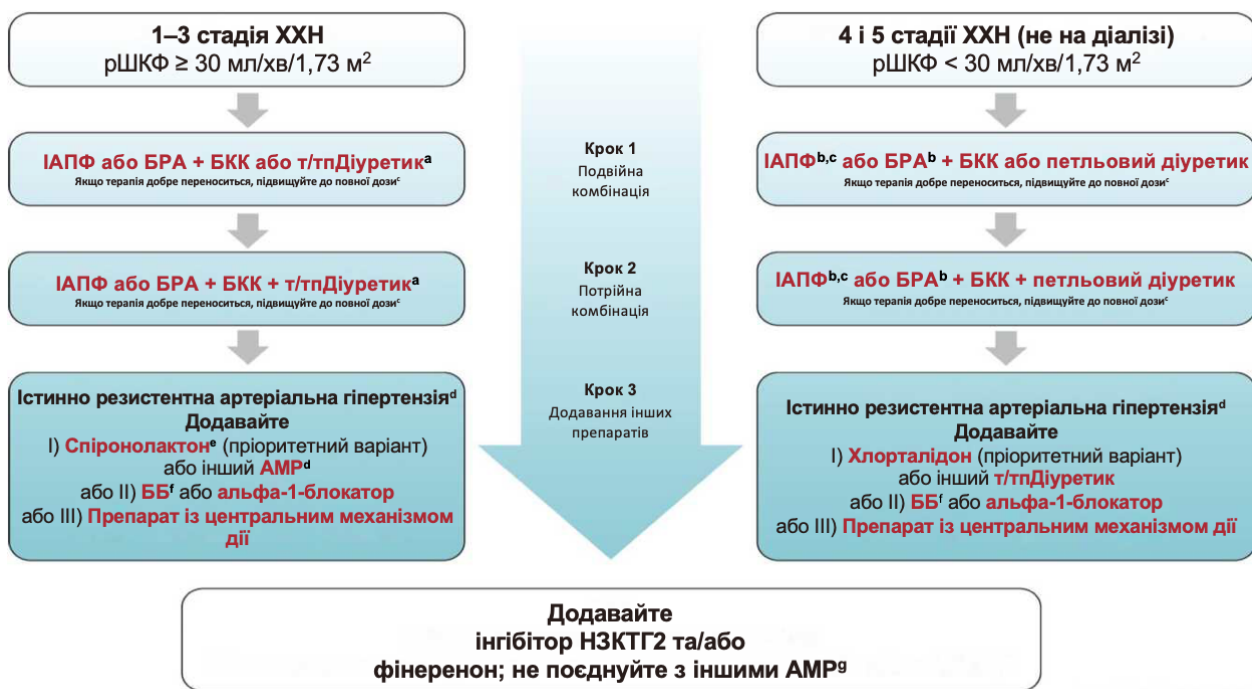 1–3 стадія ХХН
рШКФ ≥ 30 мл/хв/1,73 м²
ІАПФ або БРА + БКК або т/тпДіуретикᵃ
Якщо терапія добре переноситься, підвищуйте до повної дозиᶜ
ІАПФ або БРА + БКК + т/тпДіуретикᵃ
Якщо терапія добре переноситься, підвищуйте до повної дозиᶜ
Істинно резистентна артеріальна гіпертензіяᵈ
Додавайте
I) Спіронолактонᵉ (пріоритетний варіант)
або інший АМРᵈ
або II) ББᶠ або альфа-1-блокатор
або III) Препарат із центральним механізмом
дії
Крок 1
Подвійна
комбінація
Крок 2
Потрійна
комбінація
Крок 3
Додавання інших
препаратів
4 і 5 стадії ХХН (не на діалізі)
рШКФ < 30 мл/хв/1,73 м²
ІАПФᵇ,ᶜ або БРАᵇ + БКК або петльовий діуретик
Якщо терапія добре переноситься, підвищуйте до повної дозиᶜ
ІАПФᵇ,ᶜ або БРАᵇ + БКК + петльовий діуретик
Якщо терапія добре переноситься, підвищуйте до повної дозиᶜ
Істинно резистентна артеріальна гіпертензіяᵈ
Додавайте
I) Хлорталідон (пріоритетний варіант)
або інший т/тпДіуретик
або II) ББᶠ або альфа-1-блокатор
або III) Препарат із центральним механізмом дії
Додавайте
інгібітор НЗКТГ2 та/або
фінеренон; не поєднуйте з іншими АМРᵍ